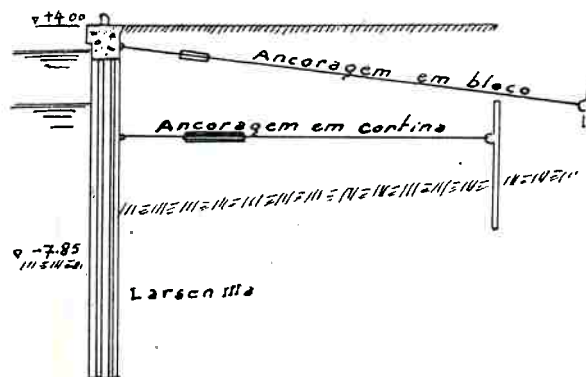 +4.00
Ancoragem em bloco
Ancoragem em cortina
-7.85
Larsen IIIa